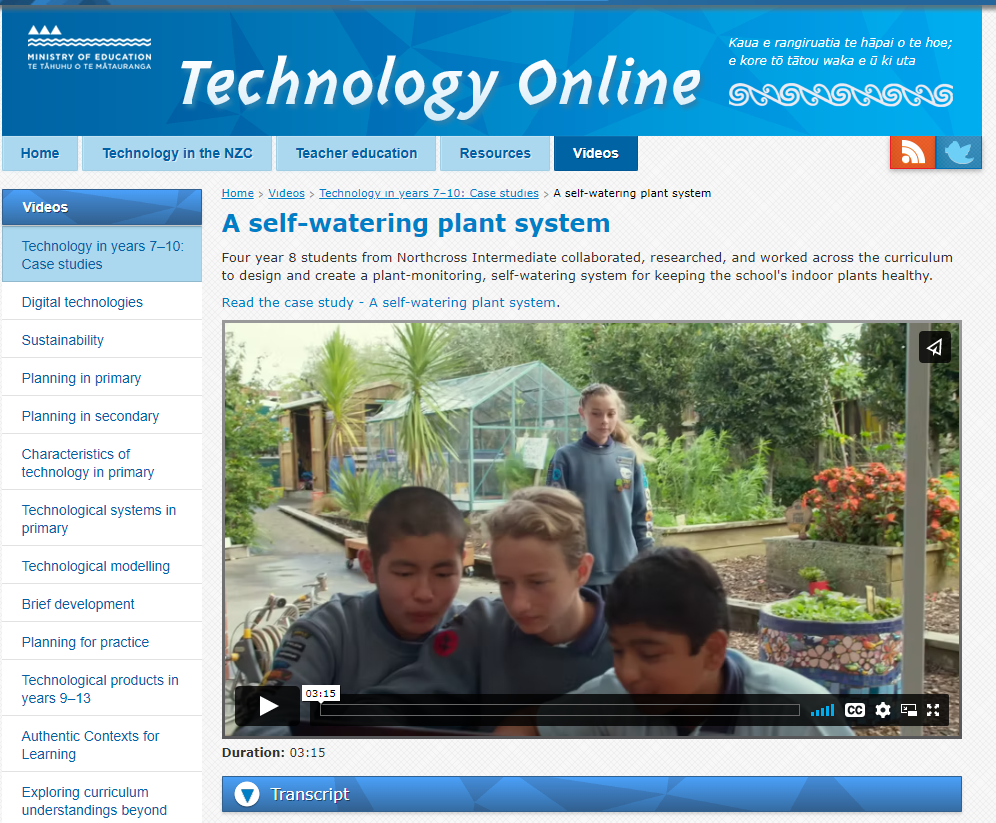 MINISTRY OF EDUCATION
TE TĀHUHU O TE MĀTAURANGA
Technology Online
Kaua e rangiruatia te hāpai o te hoe;
e kore tō tātou waka e ū ki uta
Home
Technology in the NZC
Teacher education
Resources
Videos
Videos
Technology in years 7–10:
Case studies
Digital technologies
Sustainability
Planning in primary
Planning in secondary
Characteristics of
technology in primary
Technological systems in
primary
Technological modelling
Brief development
Planning for practice
Technological products in
years 9–13
Authentic Contexts for
Learning
Exploring curriculum
understandings beyond
Home > Videos > Technology in years 7–10: Case studies > A self-watering plant system
A self-watering plant system
Four year 8 students from Northcross Intermediate collaborated, researched, and worked across the curriculum
to design and create a plant-monitoring, self-watering system for keeping the school's indoor plants healthy.
Read the case study - A self-watering plant system.
03:15
CC
Duration: 03:15
Transcript